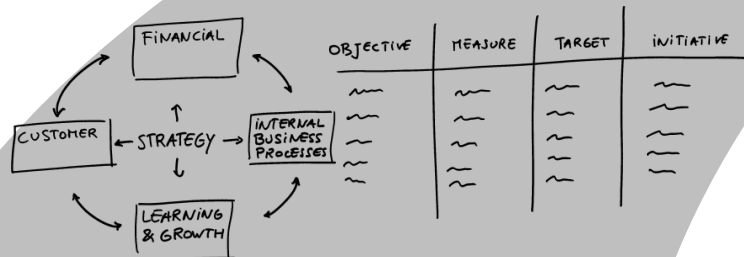 FINANCIAL
CUSTOMER
STRATEGY
INTERNAL
BUSINESS
PROCESSES
LEARNING
& GROWTH
OBJECTIVE MEASURE TARGET INITIATIVE